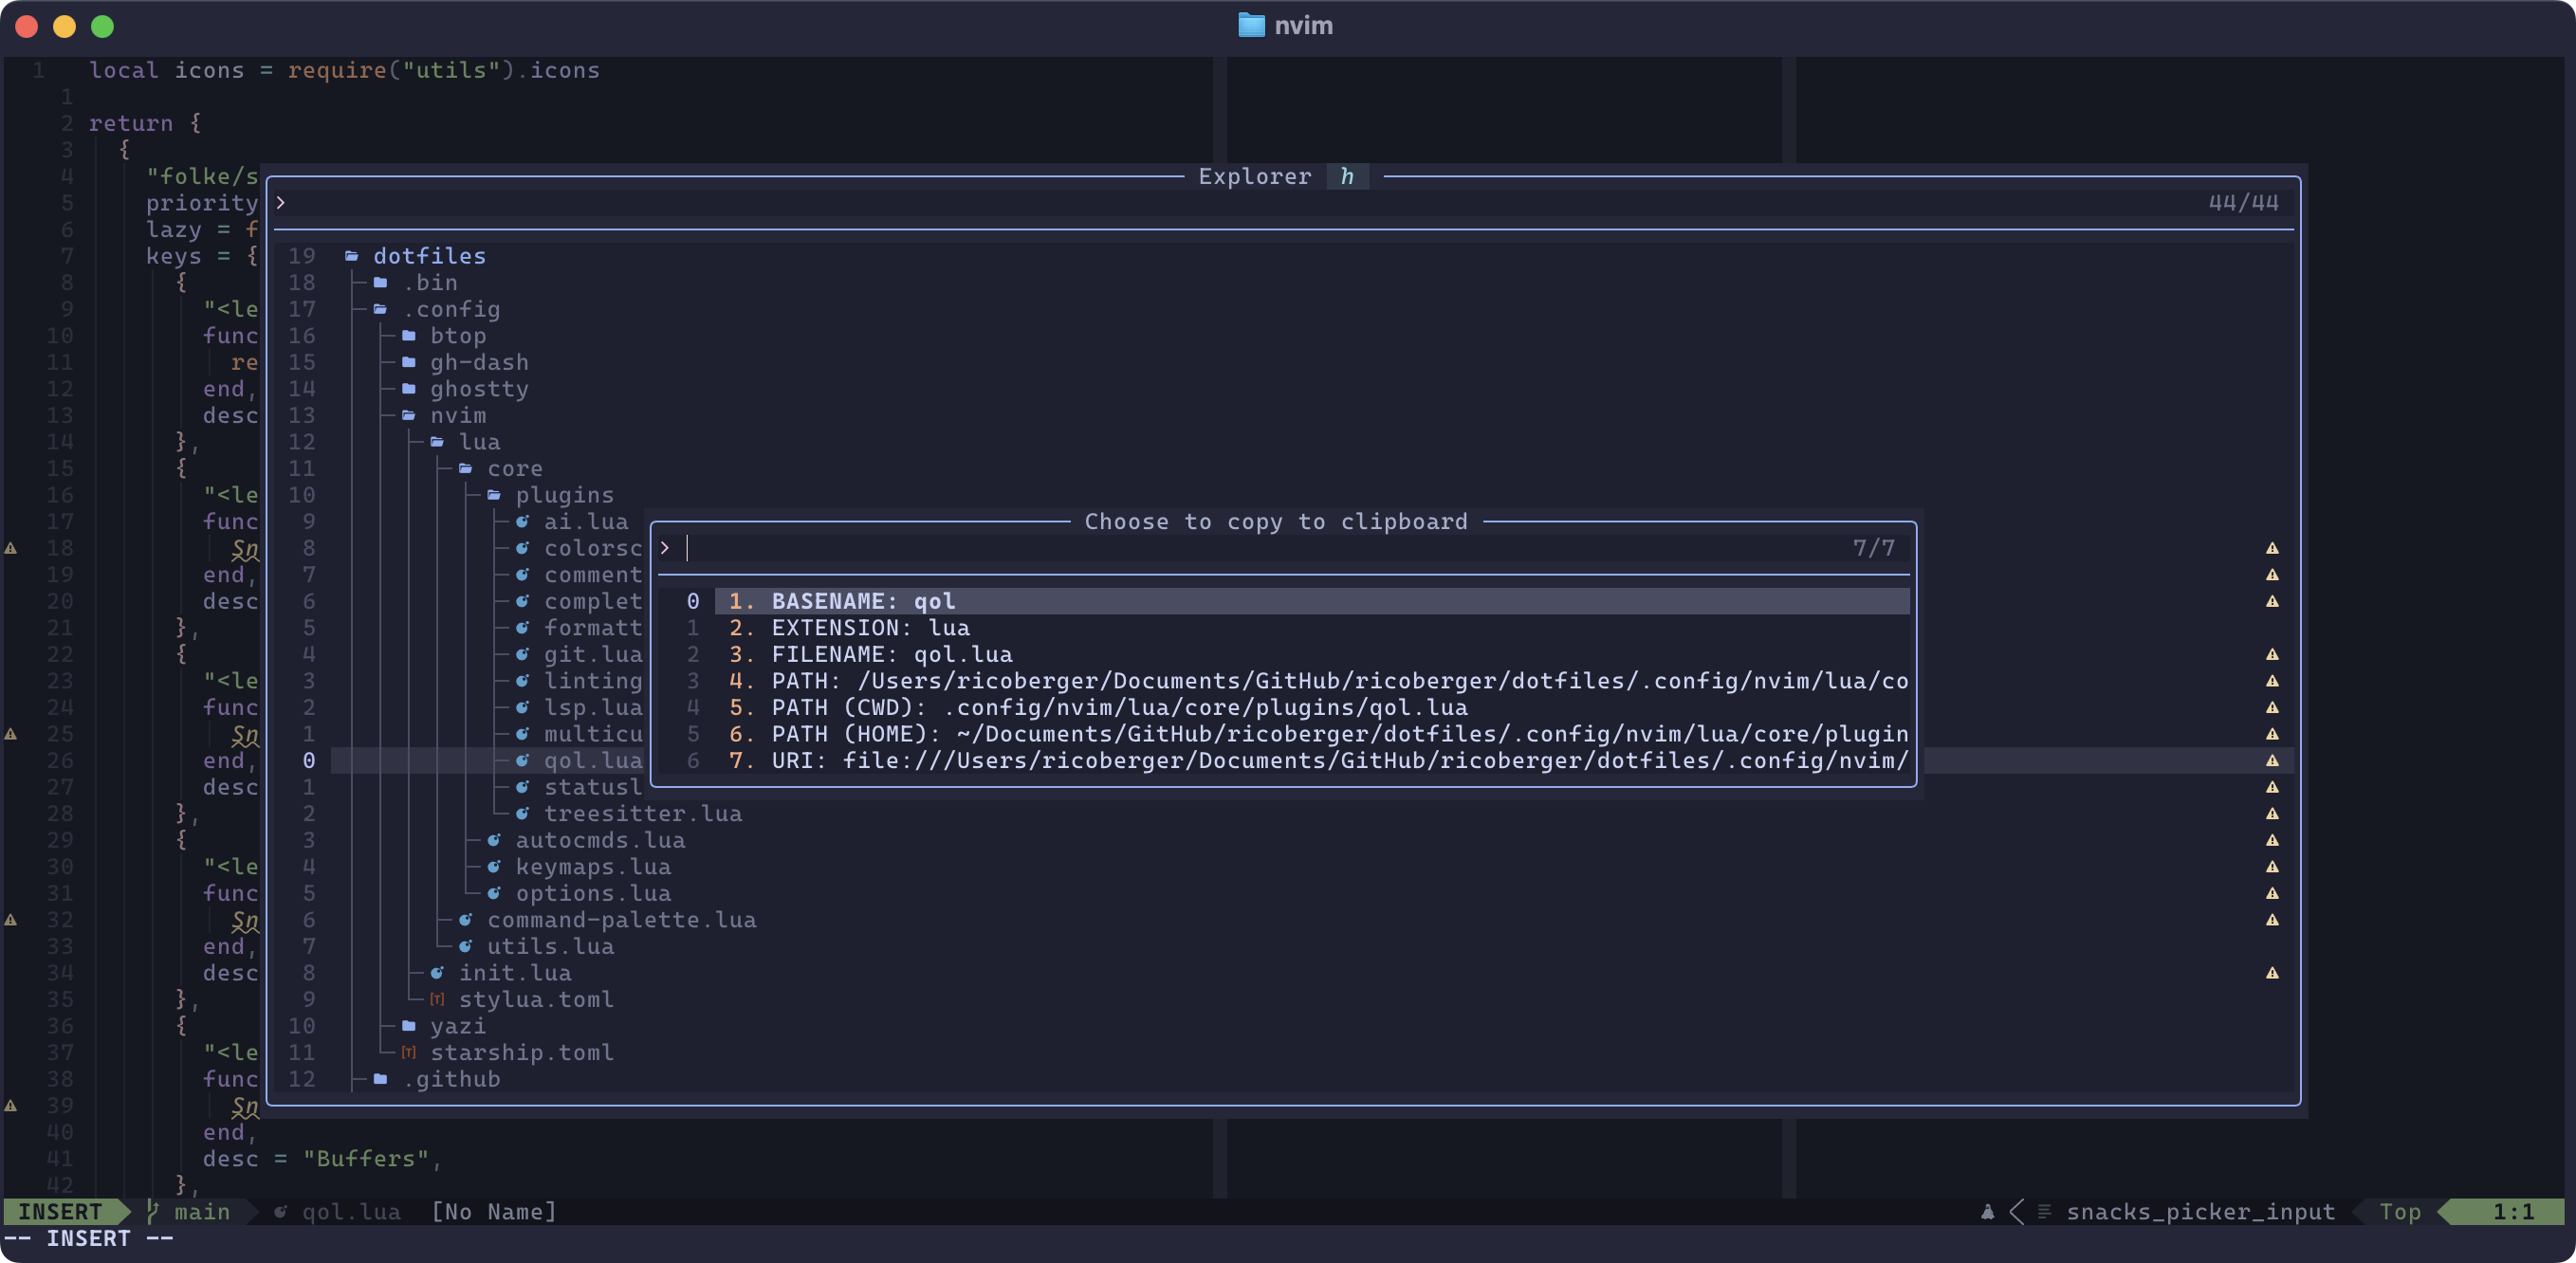 nvim
1 local icons = require("utils").icons
1
2 return {
3 {
4 "folke/s
5 priority
6 lazy = f
7 keys = {
8 {
9 "<le
10 func
11 re
12 end,
13 desc
14 },
15 {
16 "<le
17 func
18 Sn
19 end,
20 desc
21 },
22 {
23 "<le
24 func
25 Sn
26 end,
27 desc
28 },
29 {
30 "<le
31 func
32 Sn
33 end,
34 desc
35 },
36 {
37 "<le
38 func
39 Sn
40 end,
41 desc = "Buffers",
42 },
Explorer h
> 44/44
19 dotfiles
18 .bin
17 .config
16 btop
15 gh-dash
14 ghostty
13 nvim
12 lua
11 core
10 plugins
9 ai.lua
8 colorsc
7 comment
6 complet
5 formatt
4 git.lua
3 linting
2 lsp.lua
1 multicu
0 qol.lua
1 statusl
2 treesitter.lua
3 autocmds.lua
4 keymaps.lua
5 options.lua
6 command-palette.lua
7 utils.lua
8 init.lua
9 [T] stylua.toml
10 yazi
11 [T] starship.toml
12 .github
Choose to copy to clipboard
> 7/7
0 1. BASENAME: qol
1 2. EXTENSION: lua
2 3. FILENAME: qol.lua
3 4. PATH: /Users/ricoberger/Documents/GitHub/ricoberger/dotfiles/.config/nvim/lua/co
4 5. PATH (CWD): .config/nvim/lua/core/plugins/qol.lua
5 6. PATH (HOME): ~/Documents/GitHub/ricoberger/dotfiles/.config/nvim/lua/core/plugin
6 7. URI: file:///Users/ricoberger/Documents/GitHub/ricoberger/dotfiles/.config/nvim/
INSERT main qol.lua [No Name] snacks_picker_input Top 1:1
-- INSERT --